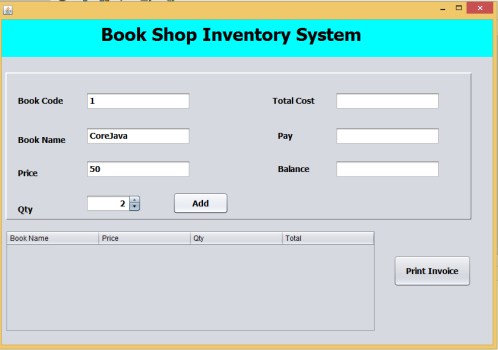 Book Shop Inventory System
Book Code 1 Total Cost
Book Name CoreJava Pay
Price 50 Balance
Qty 2 Add
Book Name Price Qty Total
Print Invoice